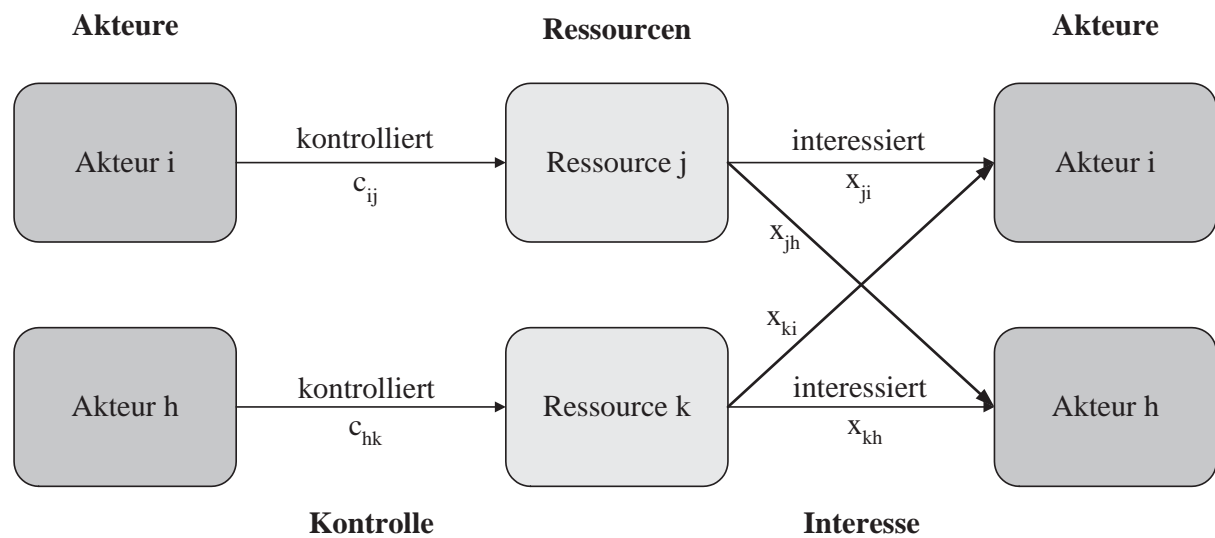 Akteure Ressourcen Akteure
kontrolliert interessiert
Akteur i Ressource j Akteur i
c_ij x_ji
x_jh
x_ki
kontrolliert interessiert
Akteur h Ressource k Akteur h
c_hk x_kh
Kontrolle Interesse